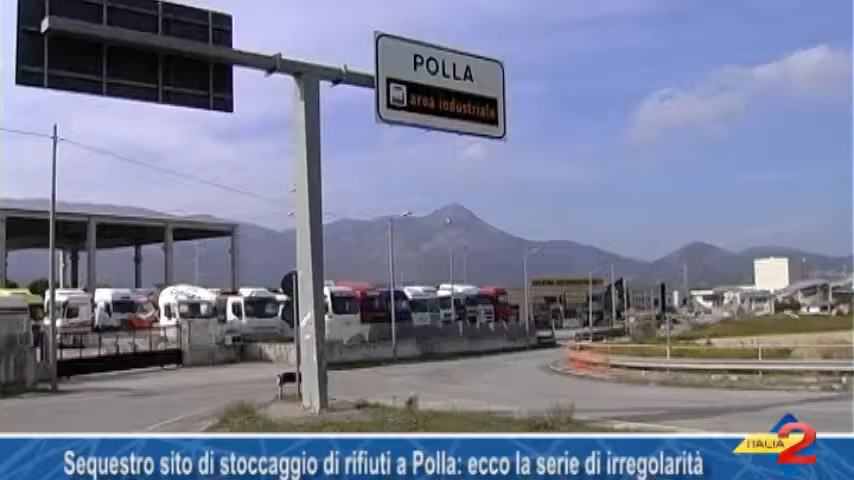 POLLA
area industriale
ITALIA 2
Sequestro sito di stoccaggio di rifiuti a Polla: ecco la serie di irregolarità